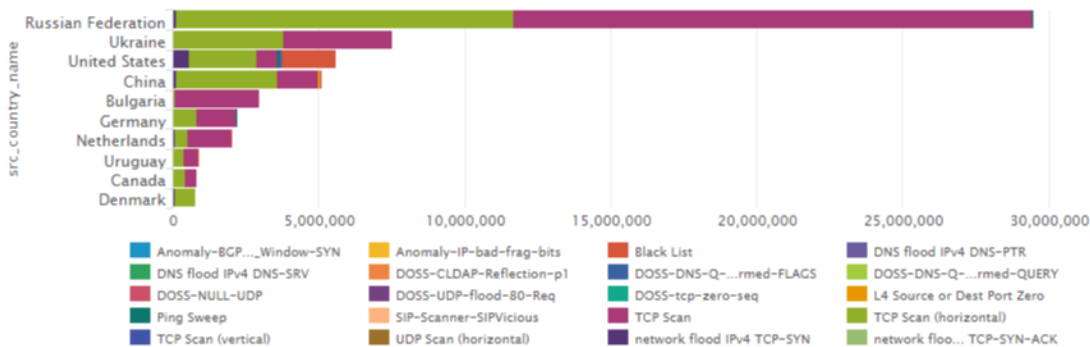 src_country_name
Russian Federation
Ukraine
United States
China
Bulgaria
Germany
Netherlands
Uruguay
Canada
Denmark
0 5,000,000 10,000,000 15,000,000 20,000,000 25,000,000 30,000,000
Anomaly-BGP..._Window-SYN Anomaly-IP-bad-frag-bits Black List DNS flood IPv4 DNS-PTR
DNS flood IPv4 DNS-SRV DOSS-CLDAP-Reflection-p1 DOSS-DNS-Q-...rmed-FLAGS DOSS-DNS-Q-...rmed-QUERY
DOSS-NULL-UDP DOSS-UDP-flood-80-Req DOSS-tcp-zero-seq L4 Source or Dest Port Zero
Ping Sweep SIP-Scanner-SIPVicious TCP Scan TCP Scan (horizontal)
TCP Scan (vertical) UDP Scan (horizontal) network flood IPv4 TCP-SYN network floo... TCP-SYN-ACK